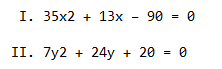 I. 35x2 + 13x – 90 = 0
II. 7y2 + 24y + 20 = 0